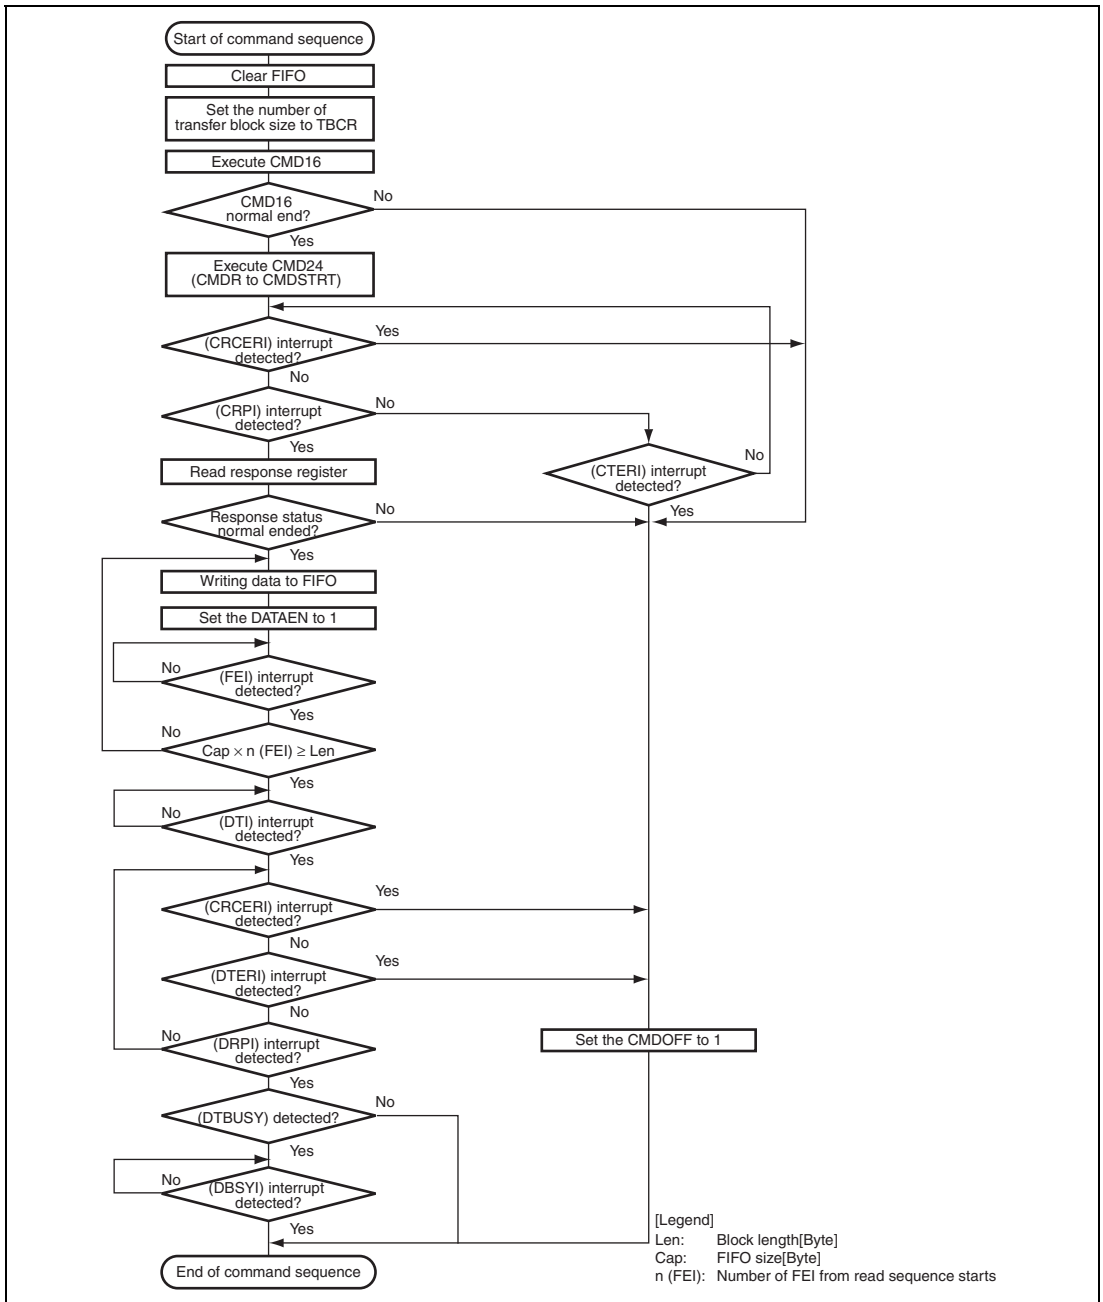 Start of command sequence
Clear FIFO
Set the number of
transfer block size to TBCR
Execute CMD16
CMD16
normal end?
No
Yes
Execute CMD24
(CMDR to CMDSTRT)
(CRCERI) interrupt
detected?
Yes
No
(CRPI) interrupt
detected?
No
Yes
(CTERI) interrupt
detected?
No
Yes
Read response register
Response status
normal ended?
No
Yes
Writing data to FIFO
Set the DATAEN to 1
No
(FEI) interrupt
detected?
Yes
No
Cap × n (FEI) ≥ Len
Yes
No
(DTI) interrupt
detected?
Yes
(CRCERI) interrupt
detected?
Yes
No
(DTERI) interrupt
detected?
Yes
No
No
(DRPI) interrupt
detected?
Yes
Set the CMDOFF to 1
(DTBUSY) detected?
No
Yes
No
(DBSYI) interrupt
detected?
Yes
End of command sequence
[Legend]
Len: Block length[Byte]
Cap: FIFO size[Byte]
n (FEI): Number of FEI from read sequence starts